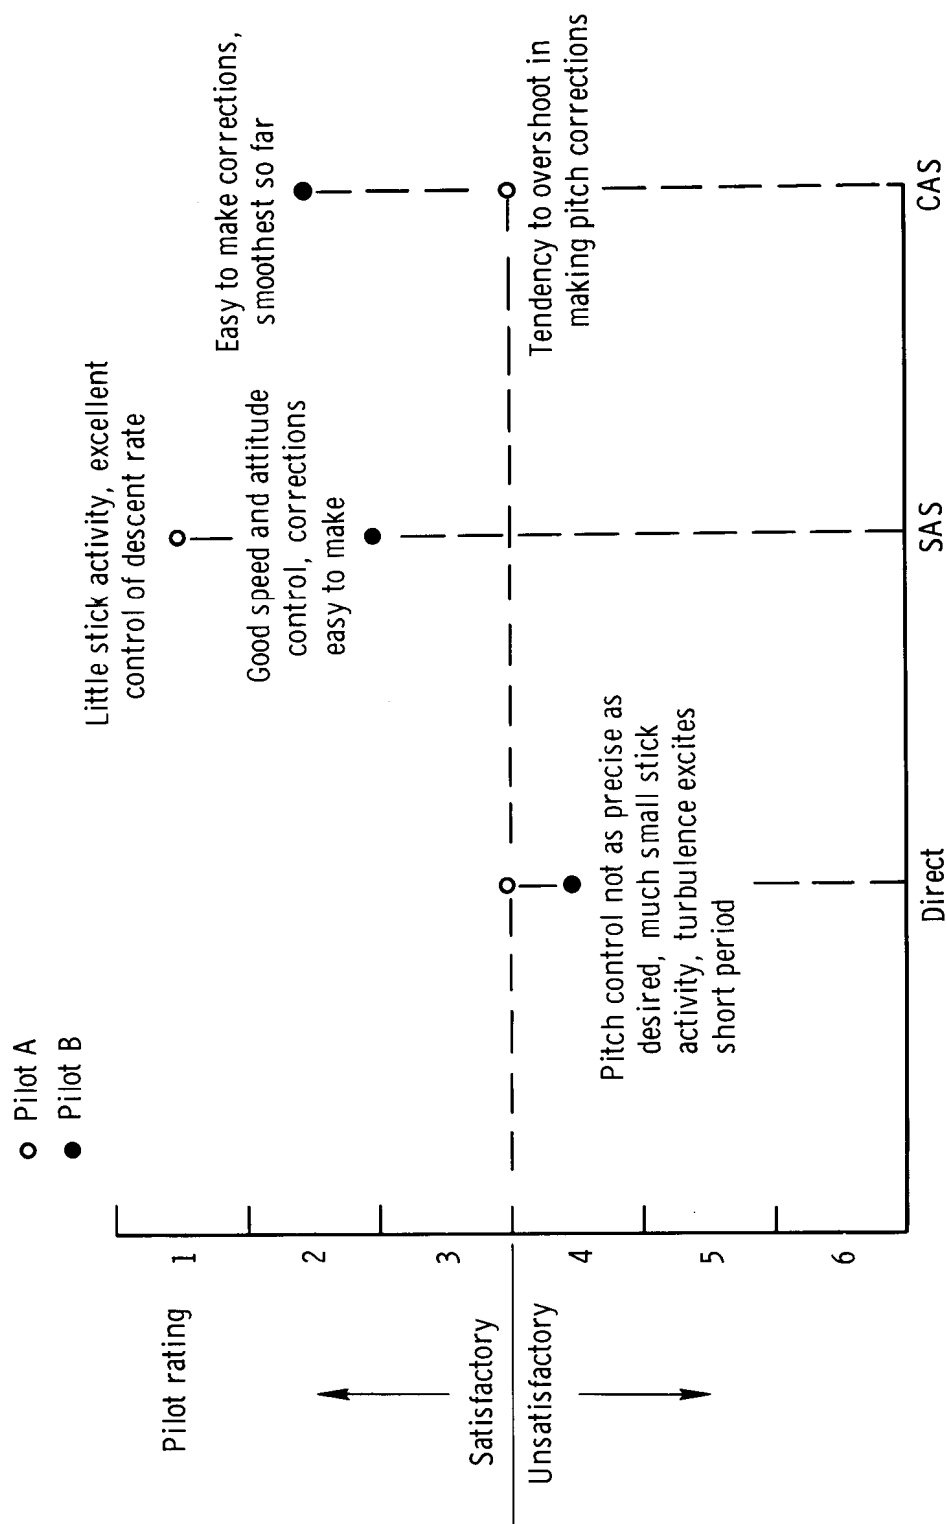 Pilot A
Pilot B
Pilot rating
1
2
3
4
5
6
Satisfactory
Unsatisfactory
Little stick activity, excellent
control of descent rate
Good speed and attitude
control, corrections
easy to make
Easy to make corrections,
smoothest so far
Tendency to overshoot in
making pitch corrections
Pitch control not as precise as
desired, much small stick
activity, turbulence excites
short period
Direct
SAS
CAS